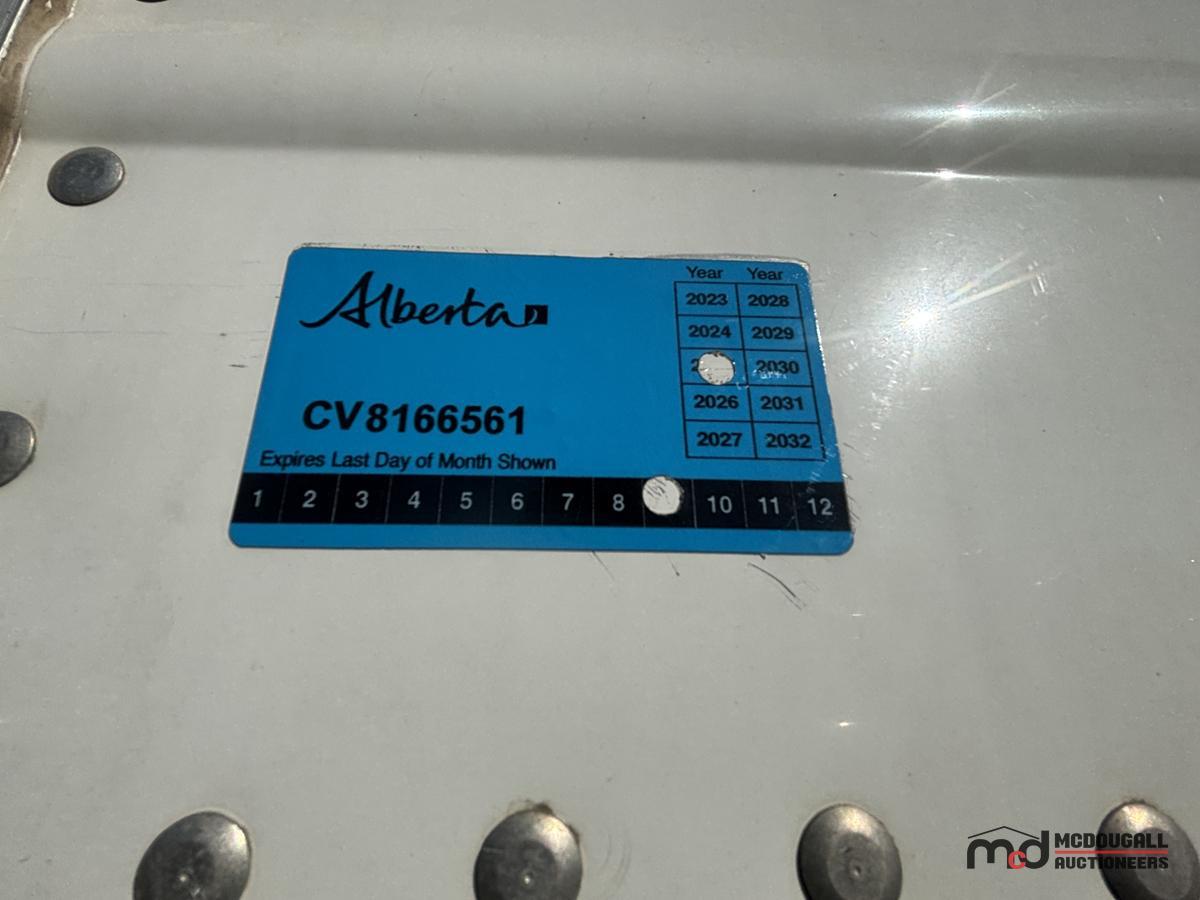 Alberta
Year Year
2023 2028
2024 2029
2030
2026 2031
2027 2032
CV8166561
Expires Last Day of Month Shown
1 2 3 4 5 6 7 8 10 11 12
mcd MCDOUGALL
AUCTIONEERS